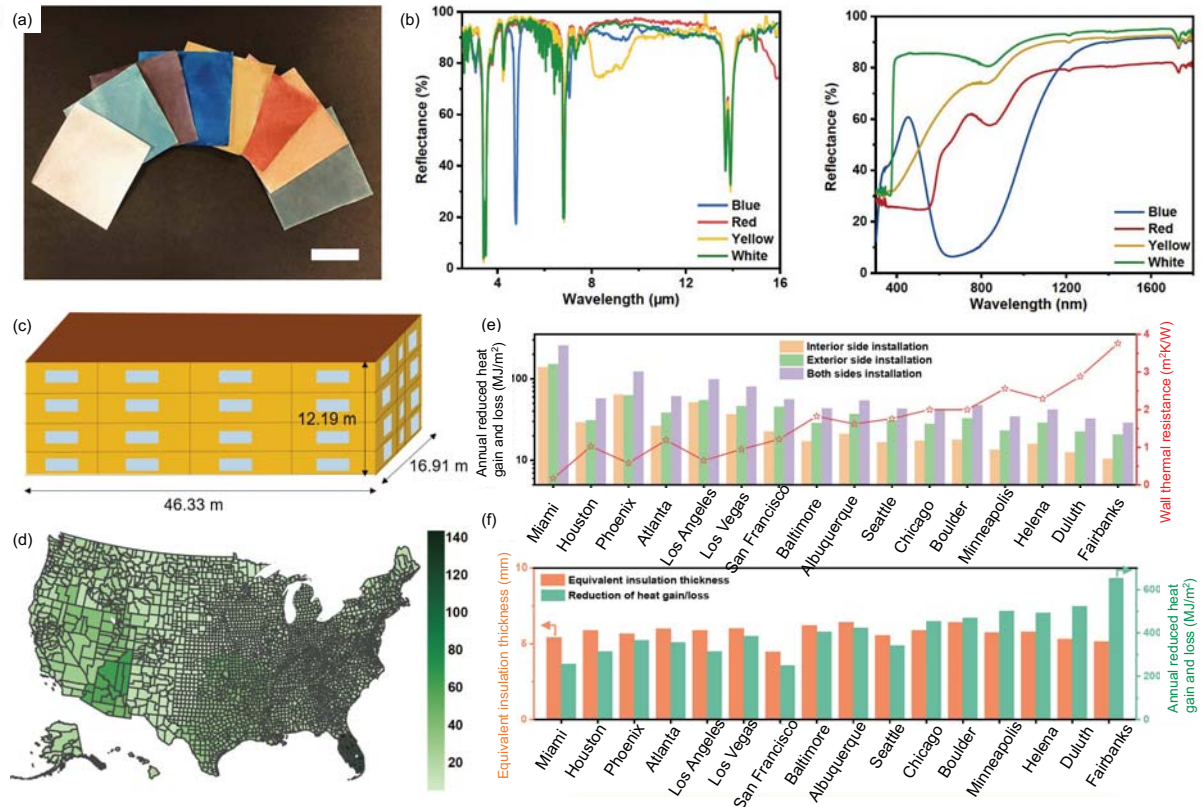 (a)
(b)
100
80
60
40
20
0
Reflectance (%)
Blue
Red
Yellow
White
4
8
12
16
Wavelength (μm)
100
80
60
40
20
0
Reflectance (%)
Blue
Red
Yellow
White
400
800
1200
1600
Wavelength (nm)
(c)
12.19 m
16.91 m
46.33 m
(d)
140
120
100
80
60
40
20
(e)
Annual reduced heat
gain and loss (MJ/m²)
100
10
Interior side installation
Exterior side installation
Both sides installation
4
3
2
1
0
Wall thermal resistance (m²K/W)
Miami
Houston
Phoenix
Atlanta
Los Angeles
Los Vegas
San Francisco
Baltimore
Albuquerque
Seattle
Chicago
Boulder
Minneapolis
Helena
Duluth
Fairbanks
(f)
Equivalent insulation thickness (mm)
10
5
0
Equivalent insulation thickness
Reduction of heat gain/loss
600
400
200
0
Annual reduced heat
gain and loss (MJ/m²)
Miami
Houston
Phoenix
Atlanta
Los Angeles
Los Vegas
San Francisco
Baltimore
Albuquerque
Seattle
Chicago
Boulder
Minneapolis
Helena
Duluth
Fairbanks